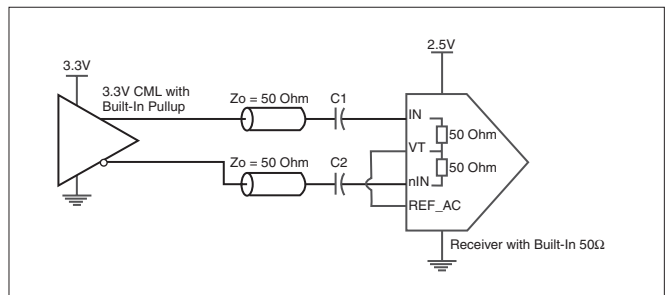 3.3V
3.3V CML with
Built-In Pullup
Zo = 50 Ohm
C1
Zo = 50 Ohm
C2
2.5V
IN
50 Ohm
VT
50 Ohm
nIN
REF_AC
Receiver with Built-In 50Ω